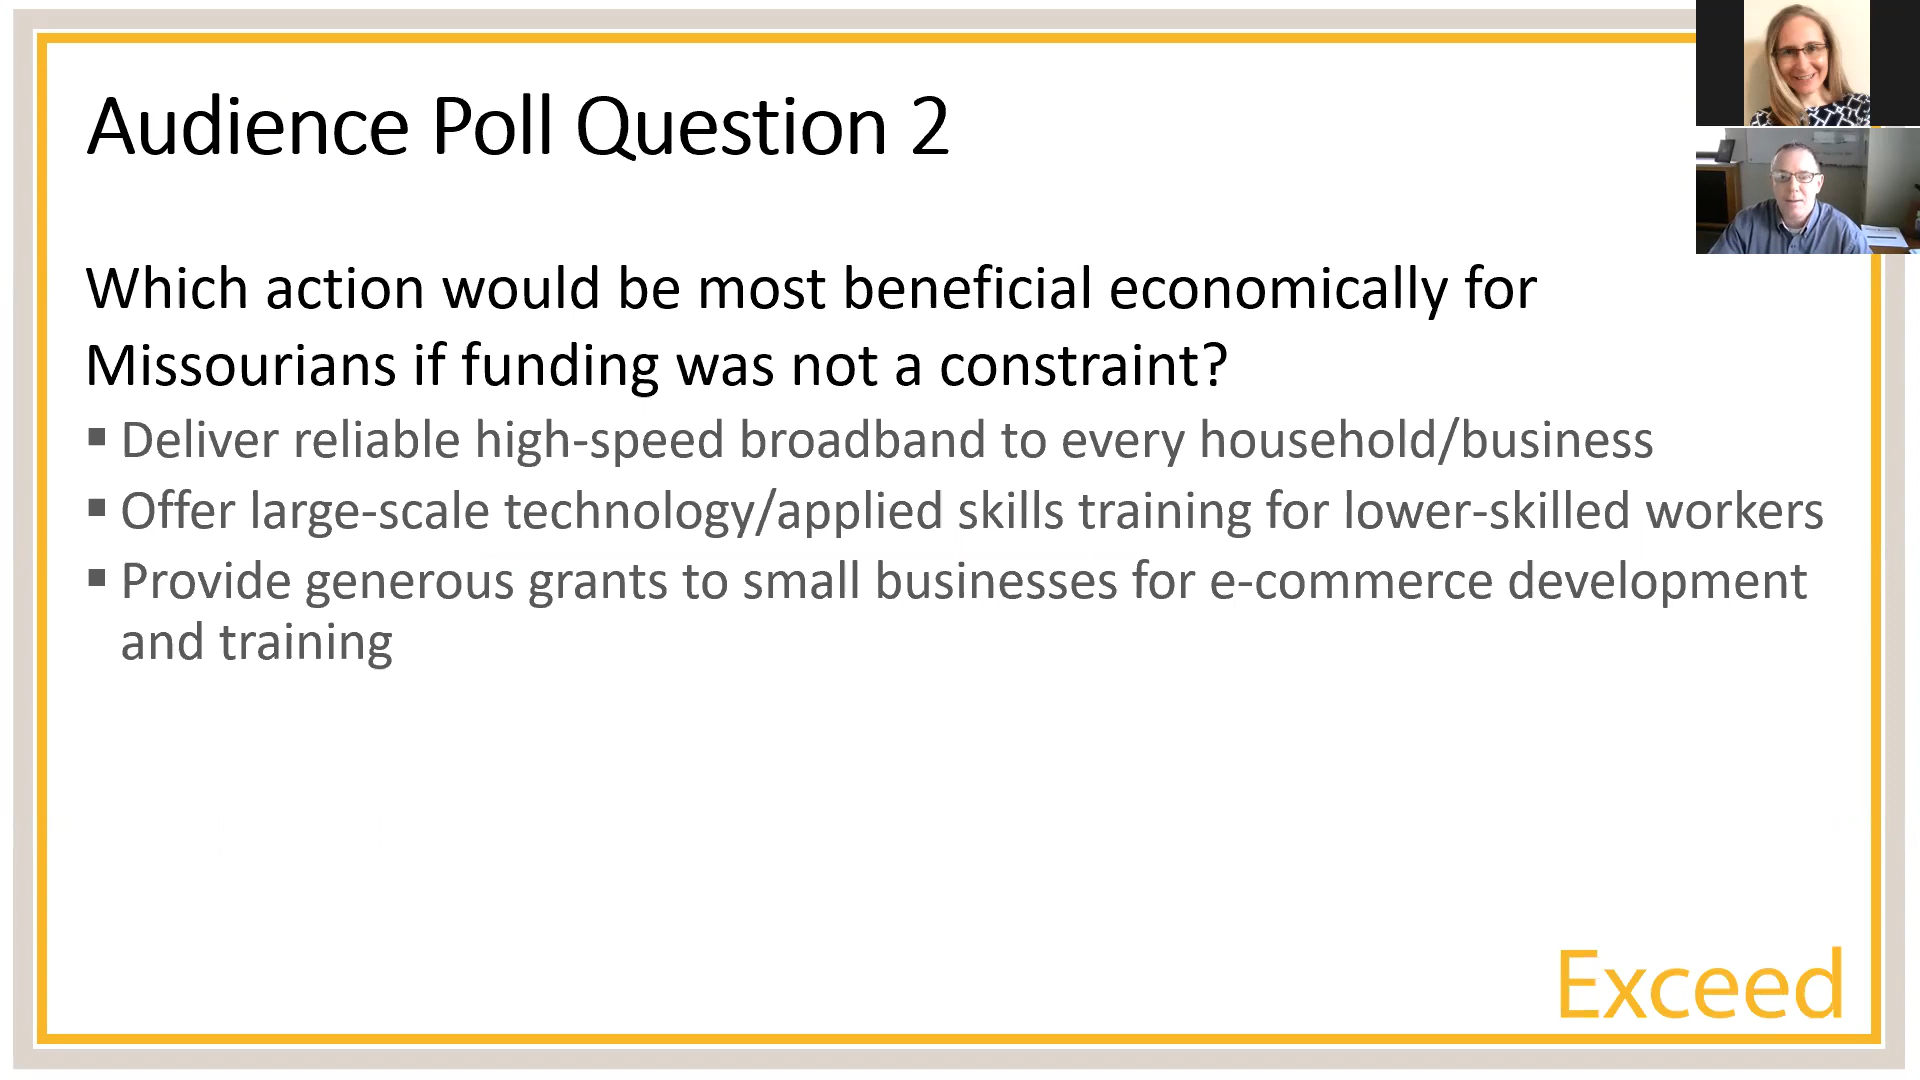 Audience Poll Question 2
Which action would be most beneficial economically for
Missourians if funding was not a constraint?
▪ Deliver reliable high-speed broadband to every household/business
▪ Offer large-scale technology/applied skills training for lower-skilled workers
▪ Provide generous grants to small businesses for e-commerce development
and training
Exceed